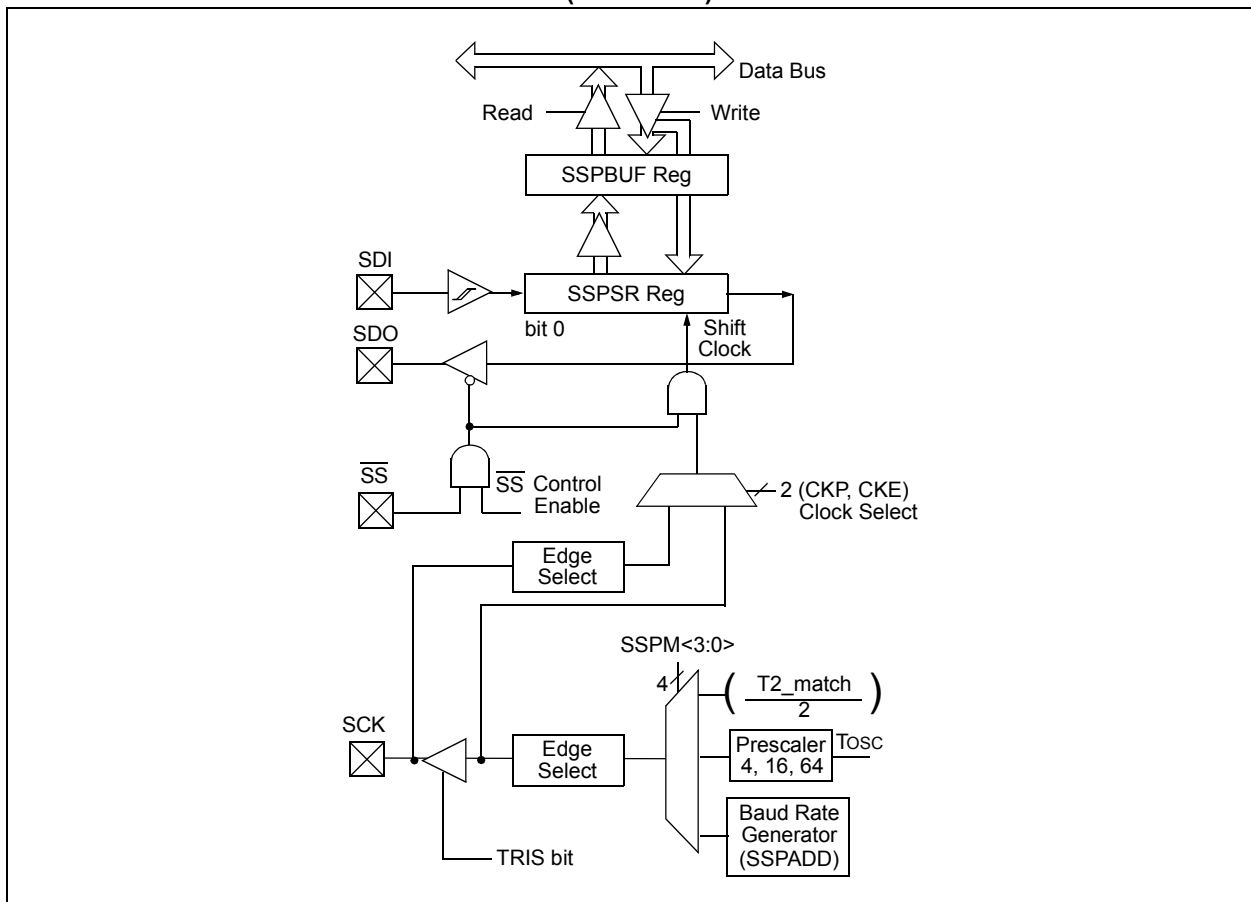 Data Bus
Read
Write
SSPBUF Reg
SDI
SSPSR Reg
bit 0
Shift
Clock
SDO
SS
SS Control
Enable
2 (CKP, CKE)
Clock Select
Edge
Select
SSPM<3:0>
4
( T2_match )
2
SCK
Edge
Select
Prescaler
4, 16, 64
TOSC
Baud Rate
Generator
(SSPADD)
TRIS bit